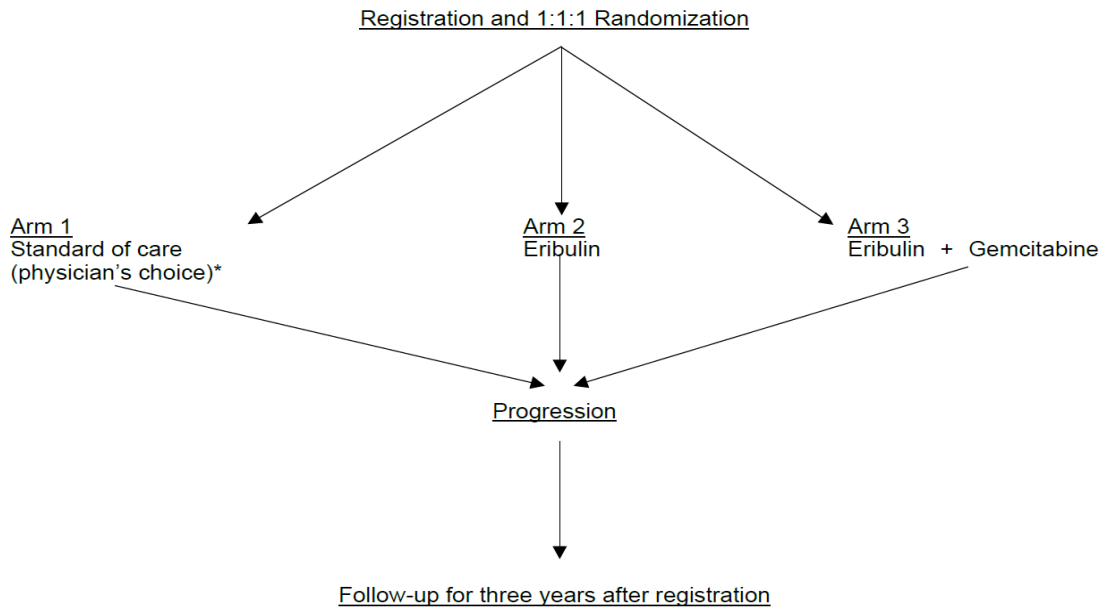 Registration and 1:1:1 Randomization
Arm 1
Standard of care
(physician's choice)*
Arm 2
Eribulin
Arm 3
Eribulin + Gemcitabine
Progression
Follow-up for three years after registration